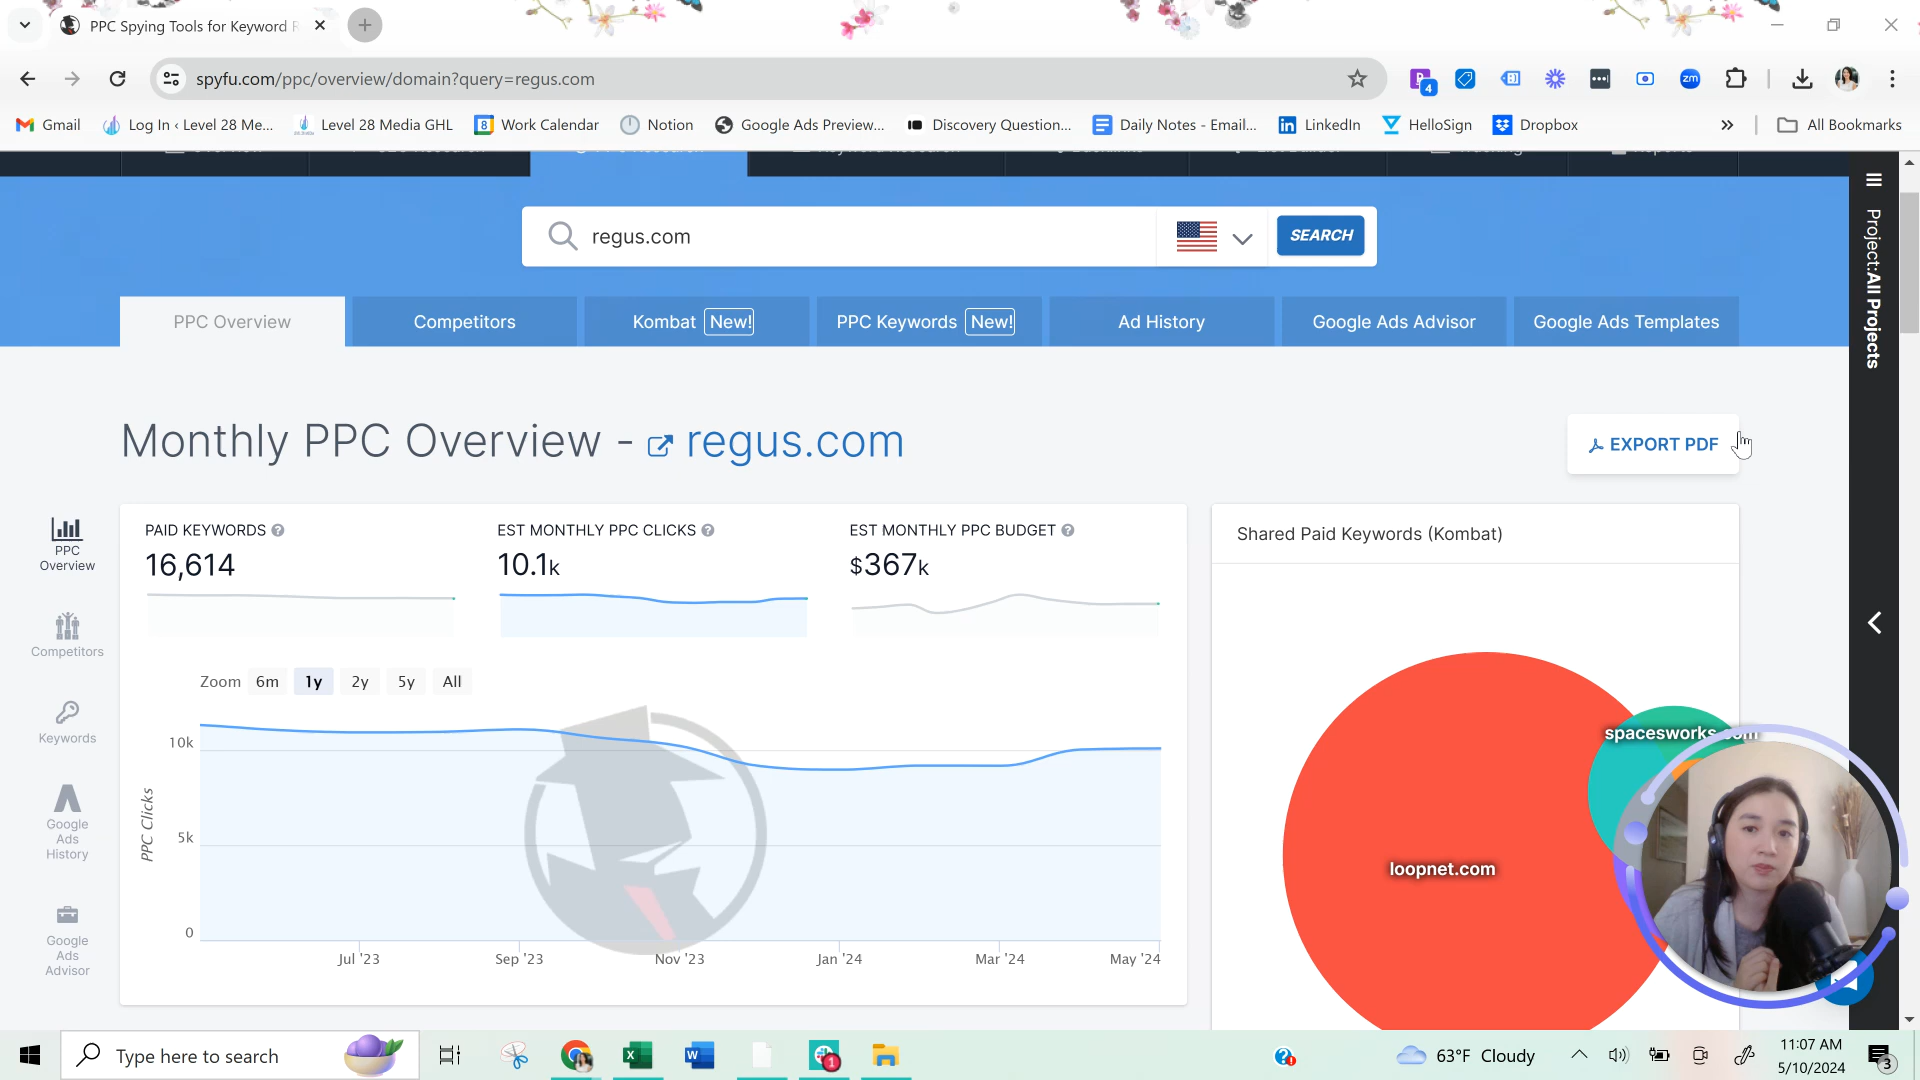 PPC Spying Tools for Keyword R
spyfu.com/ppc/overview/domain?query=regus.com
4
zm
Gmail
Log In ‹ Level 28 Me...
Level 28 Media GHL
8
Work Calendar
Notion
Google Ads Preview...
Discovery Question...
Daily Notes - Email...
LinkedIn
HelloSign
Dropbox
All Bookmarks
regus.com
SEARCH
Project:All Projects
PPC Overview
Competitors
Kombat New!
PPC Keywords New!
Ad History
Google Ads Advisor
Google Ads Templates
Monthly PPC Overview - regus.com
EXPORT PDF
PPC
Overview
Competitors
Keywords
Google
Ads
History
Google
Ads
Advisor
PAID KEYWORDS ?
16,614
EST MONTHLY PPC CLICKS ?
10.1k
EST MONTHLY PPC BUDGET ?
$367k
Zoom 6m 1y 2y 5y All
PPC Clicks
10k
5k
0
Jul '23
Sep '23
Nov '23
Jan '24
Mar '24
May '24
Shared Paid Keywords (Kombat)
spacesworks.com
loopnet.com
Type here to search
1
63°F Cloudy
11:07 AM
5/10/2024
3